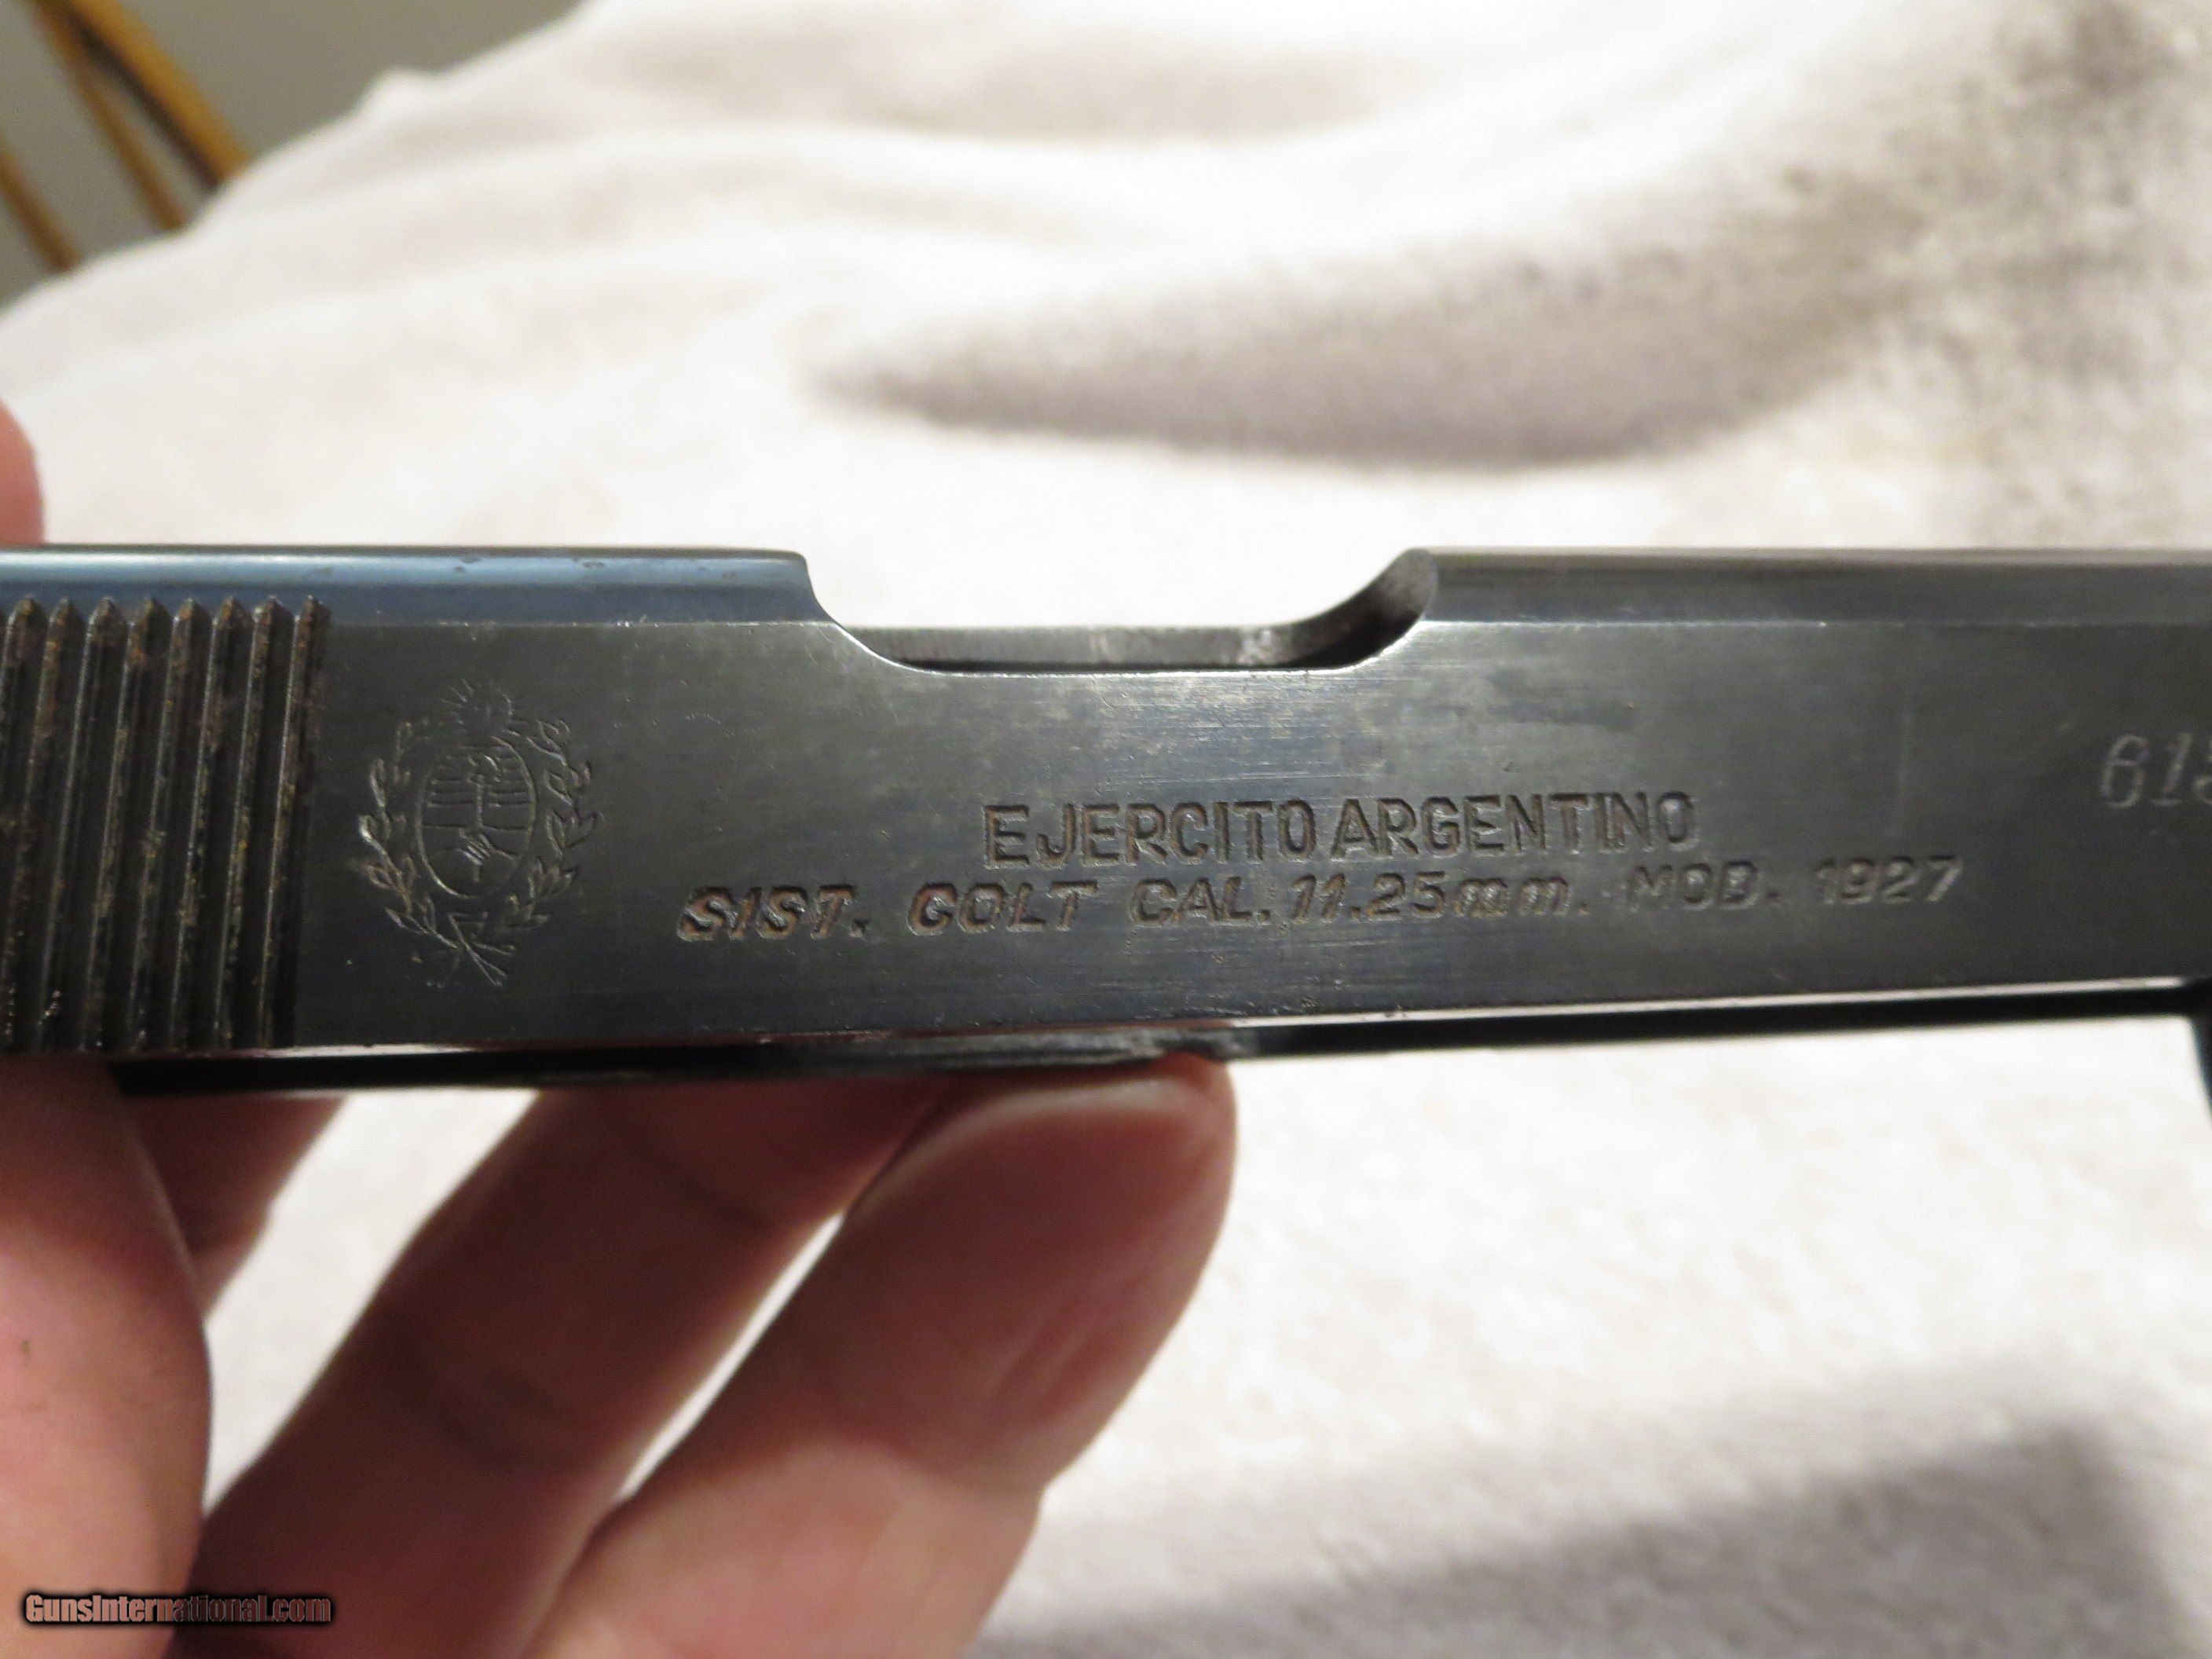 EJERCITO ARGENTINO
SIST. COLT CAL. 11.25mm. MOD. 1927
GunsInternational.com